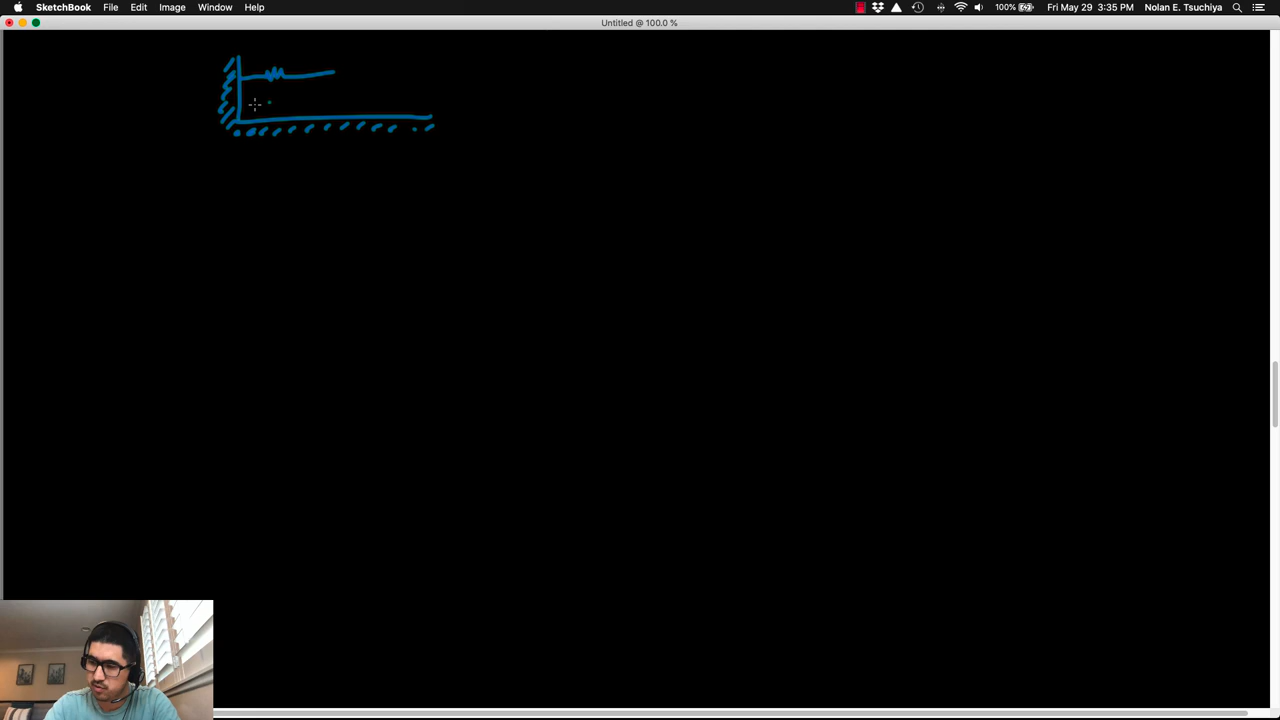 SketchBook File Edit Image Window Help 100% Fri May 29 3:35 PM Nolan E. Tsuchiya
Untitled @ 100.0 %